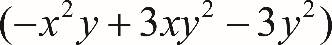 (-x²y + 3xy² - 3y²)